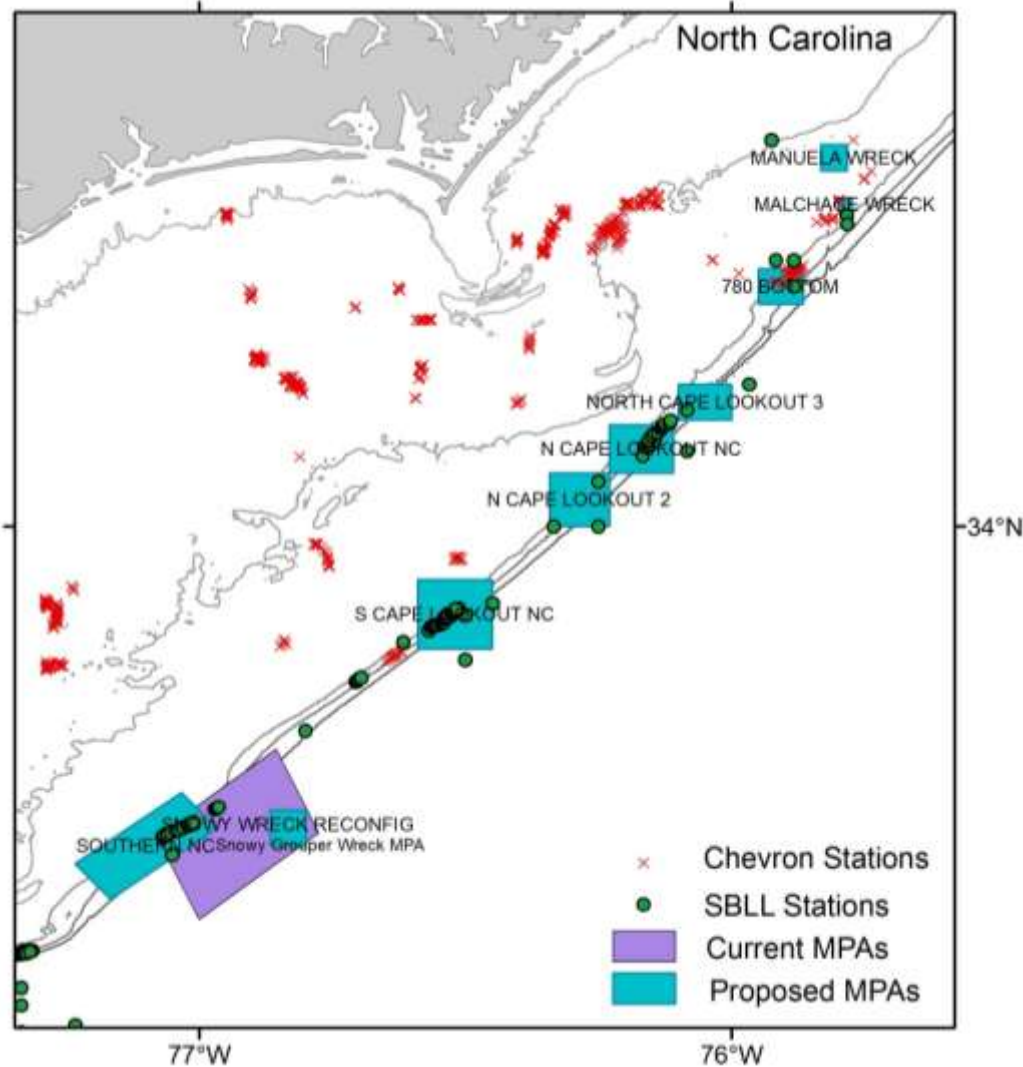 North Carolina
MANUELA WRECK
MALCHACE WRECK
780 BOTTOM
NORTH CAPE LOOKOUT 3
N CAPE LOOKOUT NC
N CAPE LOOKOUT 2
34°N
S CAPE LOOKOUT NC
SNOWY WRECK RECONFIG
SOUTHERN NC
Snowy Grouper Wreck MPA
Chevron Stations
SBLL Stations
Current MPAs
Proposed MPAs
77°W
76°W